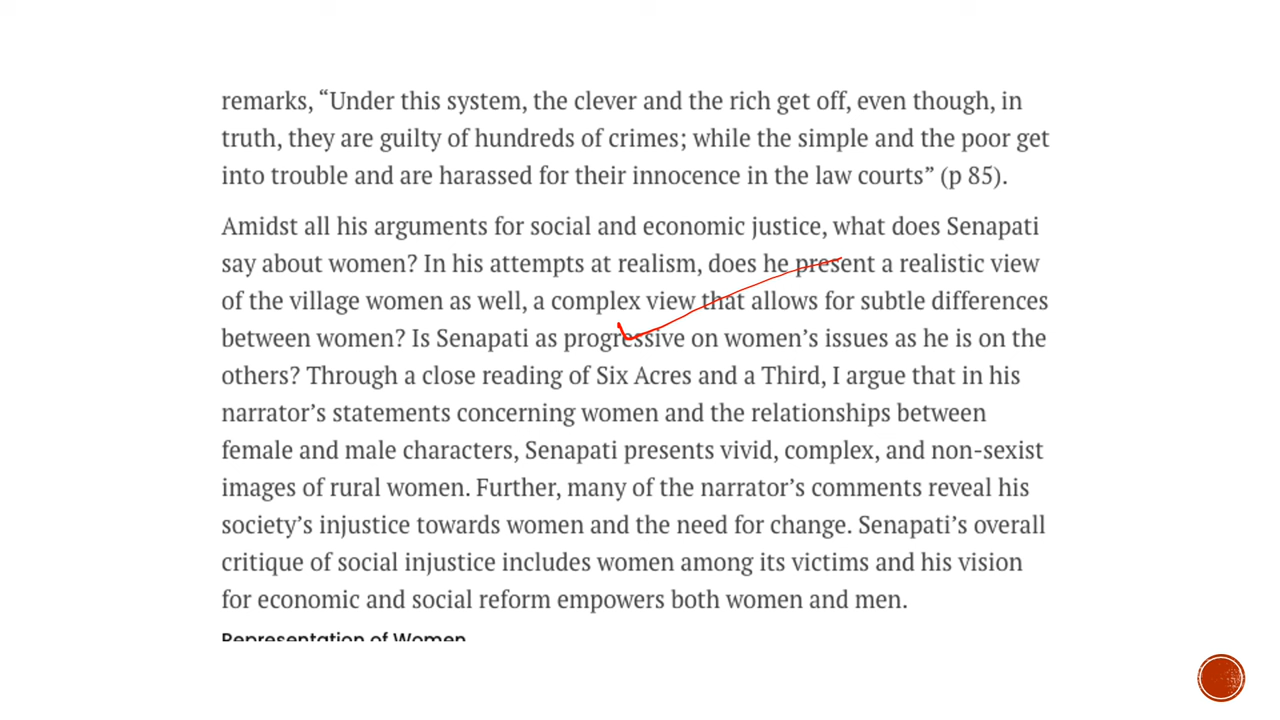 remarks, “Under this system, the clever and the rich get off, even though, in
truth, they are guilty of hundreds of crimes; while the simple and the poor get
into trouble and are harassed for their innocence in the law courts” (p 85).
Amidst all his arguments for social and economic justice, what does Senapati
say about women? In his attempts at realism, does he present a realistic view
of the village women as well, a complex view that allows for subtle differences
between women? Is Senapati as progressive on women’s issues as he is on the
others? Through a close reading of Six Acres and a Third, I argue that in his
narrator’s statements concerning women and the relationships between
female and male characters, Senapati presents vivid, complex, and non-sexist
images of rural women. Further, many of the narrator’s comments reveal his
society’s injustice towards women and the need for change. Senapati’s overall
critique of social injustice includes women among its victims and his vision
for economic and social reform empowers both women and men.
Representation of Women